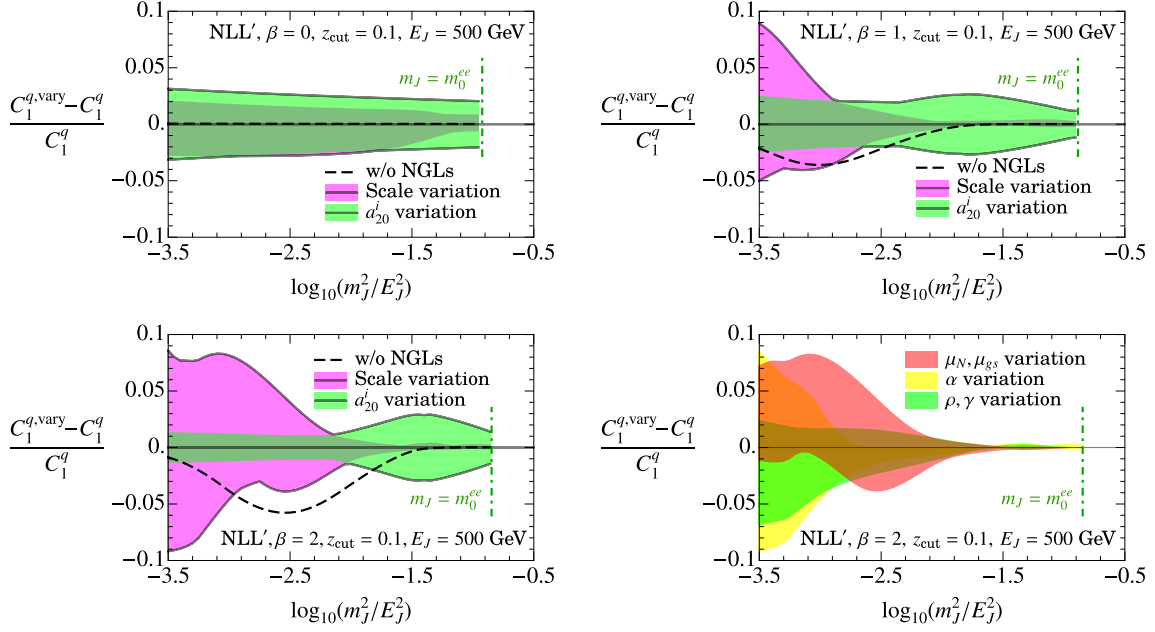 NLL′, β = 0, z_cut = 0.1, E_J = 500 GeV
0.1
0.05
0.
−0.05
−0.1
(C_1^{q,vary} − C_1^q) / C_1^q
m_J = m_0^{ee}
w/o NGLs
Scale variation
a_{20}^i variation
−3.5 −2.5 −1.5 −0.5
log_10(m_J^2/E_J^2)
NLL′, β = 1, z_cut = 0.1, E_J = 500 GeV
0.1
0.05
0.
−0.05
−0.1
(C_1^{q,vary} − C_1^q) / C_1^q
m_J = m_0^{ee}
w/o NGLs
Scale variation
a_{20}^i variation
−3.5 −2.5 −1.5 −0.5
log_10(m_J^2/E_J^2)
0.1
0.05
0.
−0.05
−0.1
(C_1^{q,vary} − C_1^q) / C_1^q
w/o NGLs
Scale variation
a_{20}^i variation
m_J = m_0^{ee}
NLL′, β = 2, z_cut = 0.1, E_J = 500 GeV
−3.5 −2.5 −1.5 −0.5
log_10(m_J^2/E_J^2)
0.1
0.05
0.
−0.05
−0.1
(C_1^{q,vary} − C_1^q) / C_1^q
μ_N, μ_gs variation
α variation
ρ, γ variation
m_J = m_0^{ee}
NLL′, β = 2, z_cut = 0.1, E_J = 500 GeV
−3.5 −2.5 −1.5 −0.5
log_10(m_J^2/E_J^2)